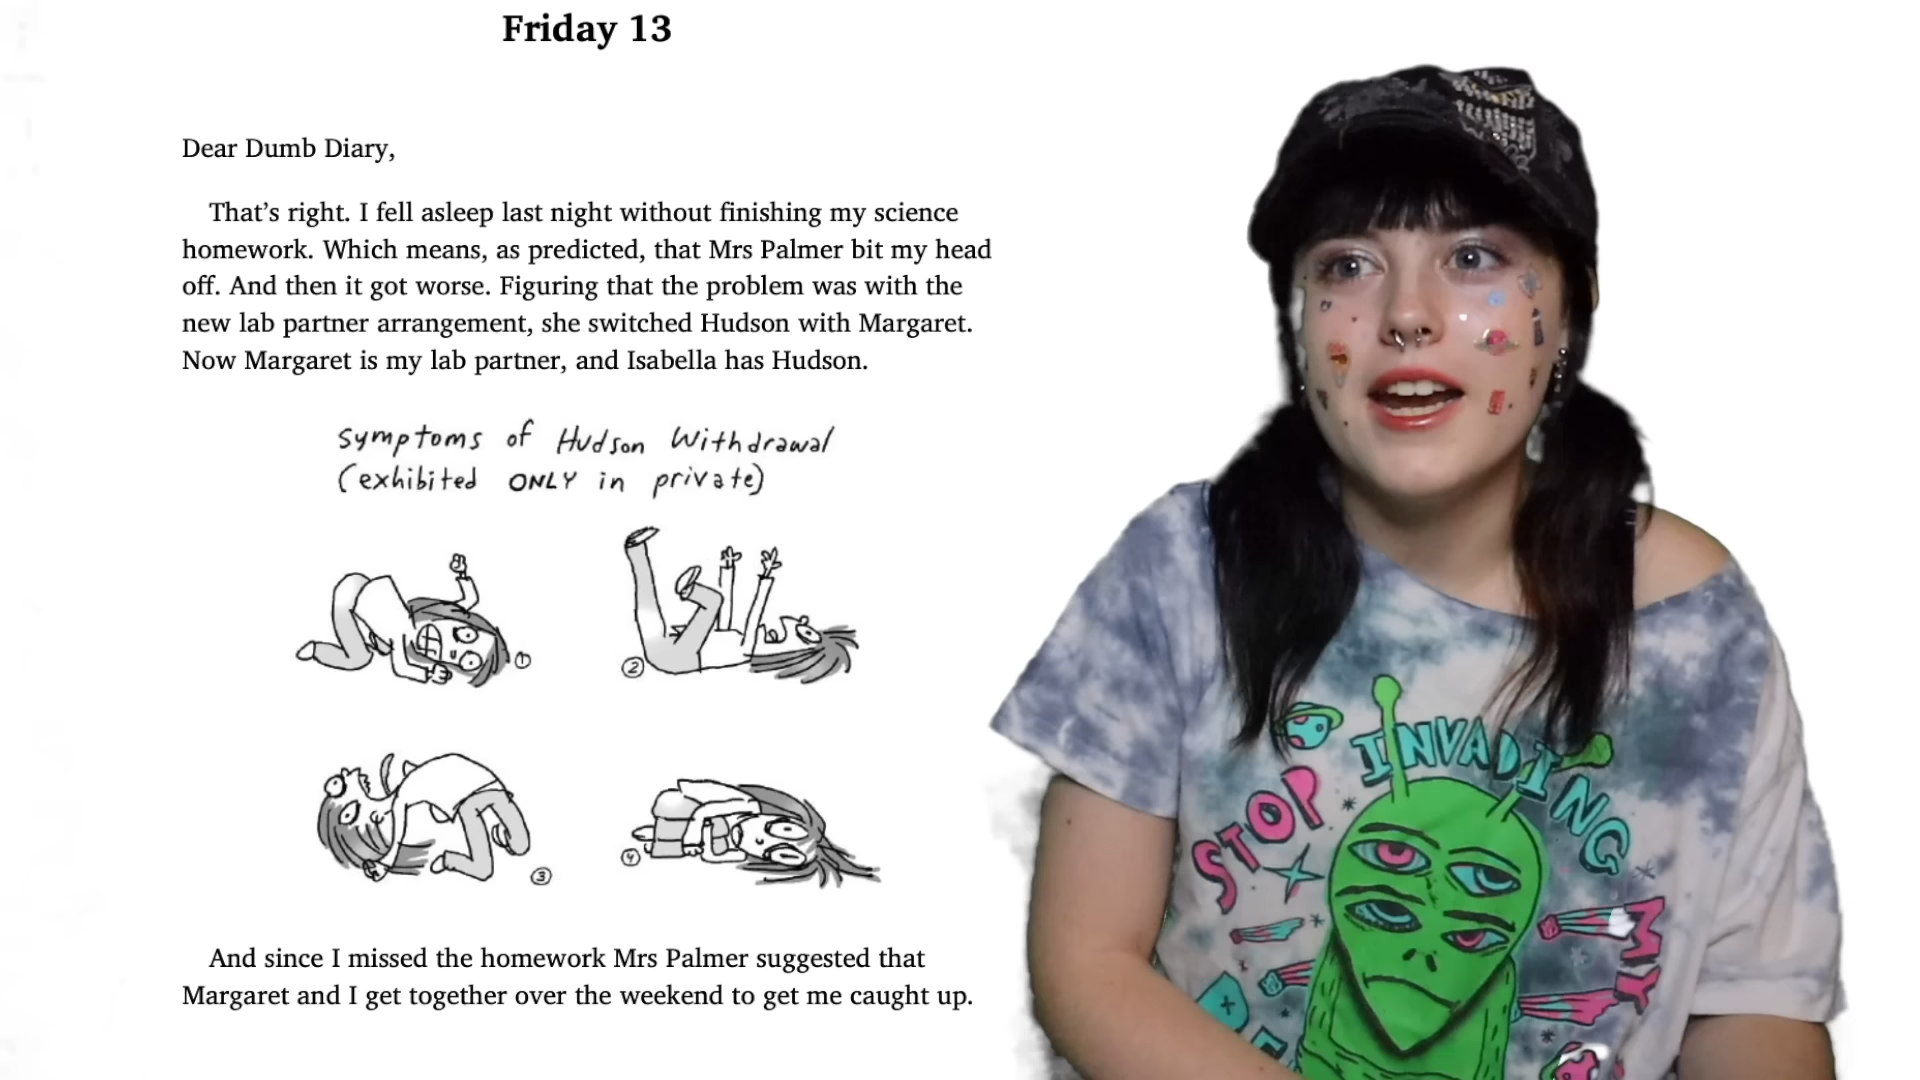 Friday 13
Dear Dumb Diary,
That’s right. I fell asleep last night without finishing my science
homework. Which means, as predicted, that Mrs Palmer bit my head
off. And then it got worse. Figuring that the problem was with the
new lab partner arrangement, she switched Hudson with Margaret.
Now Margaret is my lab partner, and Isabella has Hudson.
Symptoms of Hudson Withdrawal
(exhibited ONLY in private)
1
2
3
4
And since I missed the homework Mrs Palmer suggested that
Margaret and I get together over the weekend to get me caught up.
STOP INVADING MY